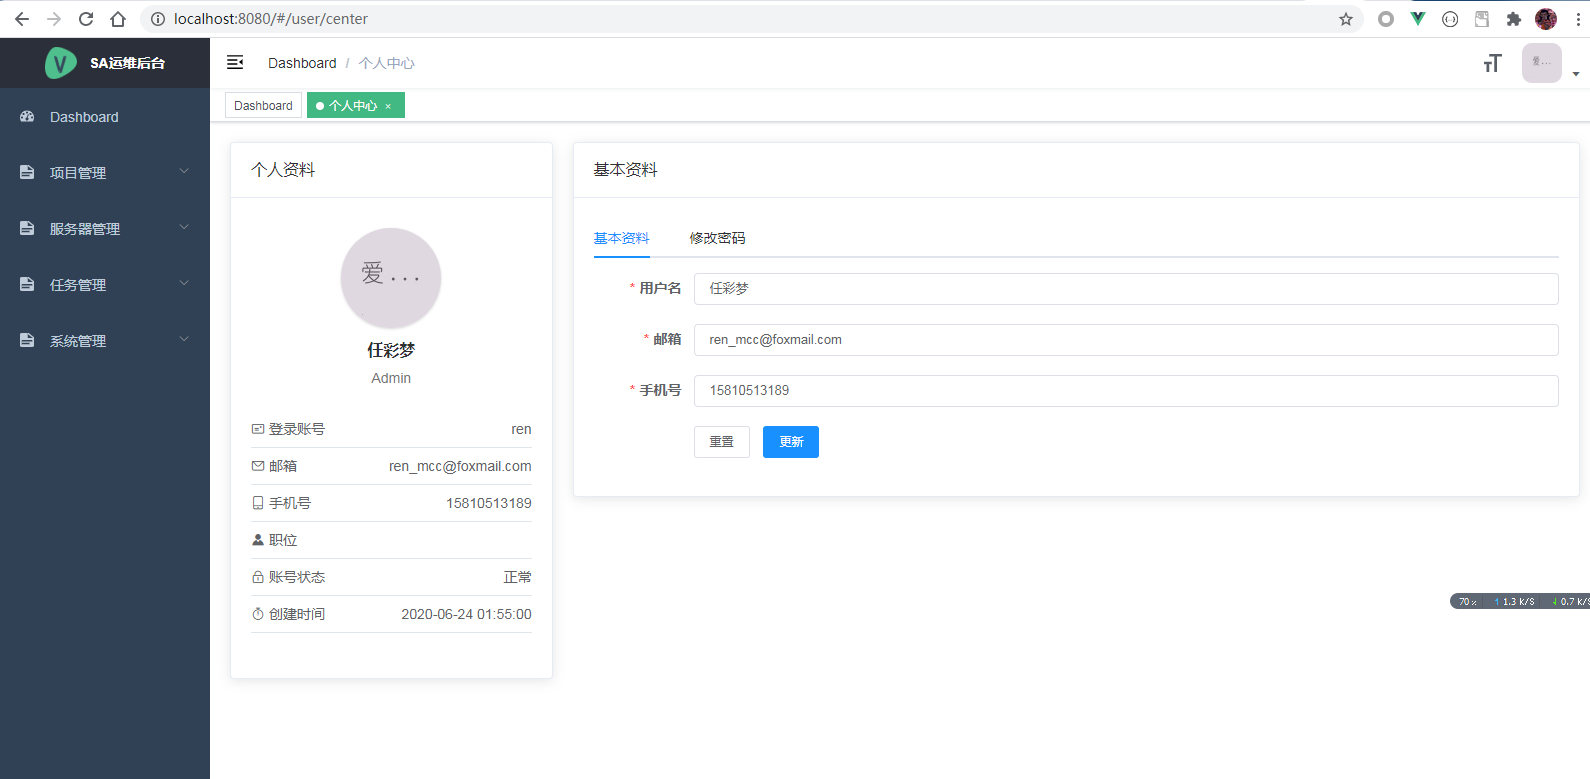 localhost:8080/#/user/center
SA运维后台
Dashboard / 个人中心
爱...
Dashboard
个人中心 ×
Dashboard
项目管理
服务器管理
任务管理
系统管理
个人资料
爱...
任彩梦
Admin
登录账号 ren
邮箱 ren_mcc@foxmail.com
手机号 15810513189
职位
账号状态 正常
创建时间 2020-06-24 01:55:00
基本资料
基本资料 修改密码
* 用户名 任彩梦
* 邮箱 ren_mcc@foxmail.com
* 手机号 15810513189
重置 更新
70% ↑ 1.3 K/S ↓ 0.7 K/S